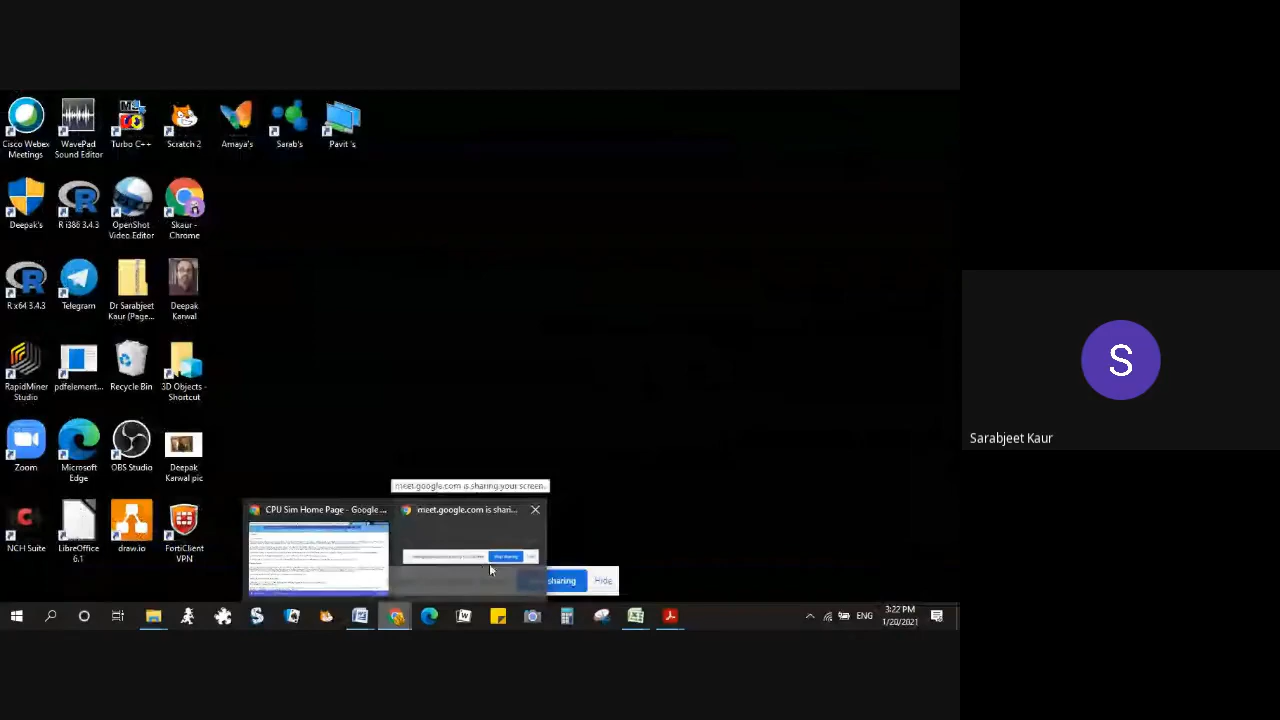 Cisco Webex
Meetings
WavePad
Sound Editor
Turbo C++
Scratch 2
Amaya's
Sarab's
Pavit 's
Deepak's
R i386 3.4.3
OpenShot
Video Editor
Skaur -
Chrome
R x64 3.4.3
Telegram
Dr Sarabjeet
Kaur (Page...
Deepak
Karwal
RapidMiner
Studio
pdfelement...
Recycle Bin
3D Objects -
Shortcut
Zoom
Microsoft
Edge
OBS Studio
Deepak
Karwal pic
S
Sarabjeet Kaur
meet.google.com is sharing your screen.
CPU Sim Home Page - Google ...
meet.google.com is shari...
NCH Suite
LibreOffice
6.1
draw.io
FortiClient
VPN
Stop sharing
sharing
Hide
ENG
3:22 PM
1/20/2021